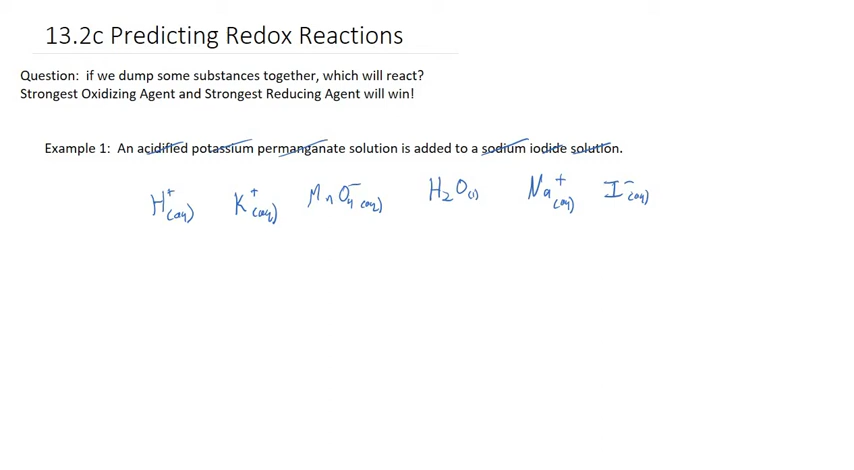 13.2c Predicting Redox Reactions
Question: if we dump some substances together, which will react?
Strongest Oxidizing Agent and Strongest Reducing Agent will win!
Example 1: An acidified potassium permanganate solution is added to a sodium iodide solution.
H⁺(aq) K⁺(aq) MnO₄⁻(aq) H₂O(l) Na⁺(aq) I⁻(aq)